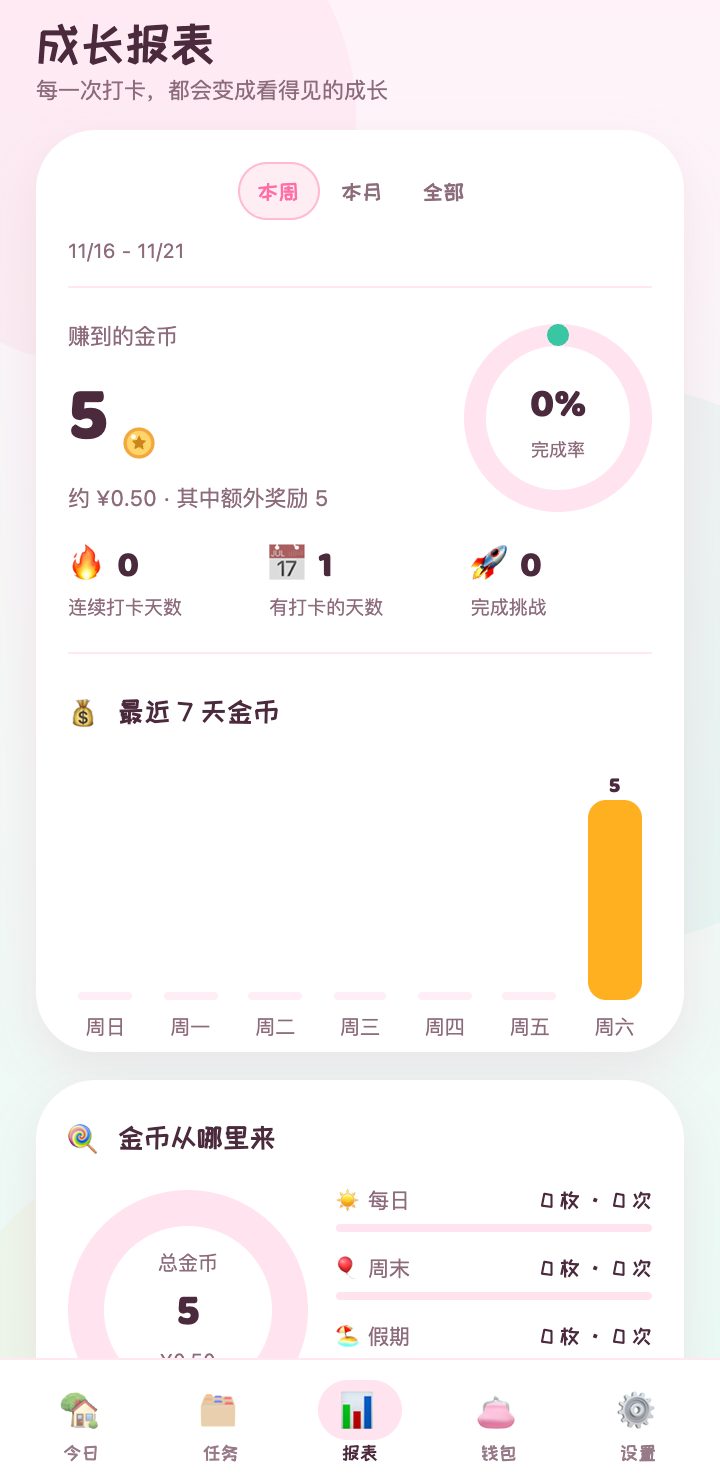 成长报表
每一次打卡，都会变成看得见的成长
本周 本月 全部
11/16 - 11/21
赚到的金币
5
0%
完成率
约 ¥0.50 · 其中额外奖励 5
0 JUL 17 1 0
连续打卡天数 有打卡的天数 完成挑战
最近 7 天金币
5
周日 周一 周二 周三 周四 周五 周六
金币从哪里来
每日 0 枚 · 0 次
总金币
周末 0 枚 · 0 次
5
假期 0 枚 · 0 次
今日 任务 报表 钱包 设置